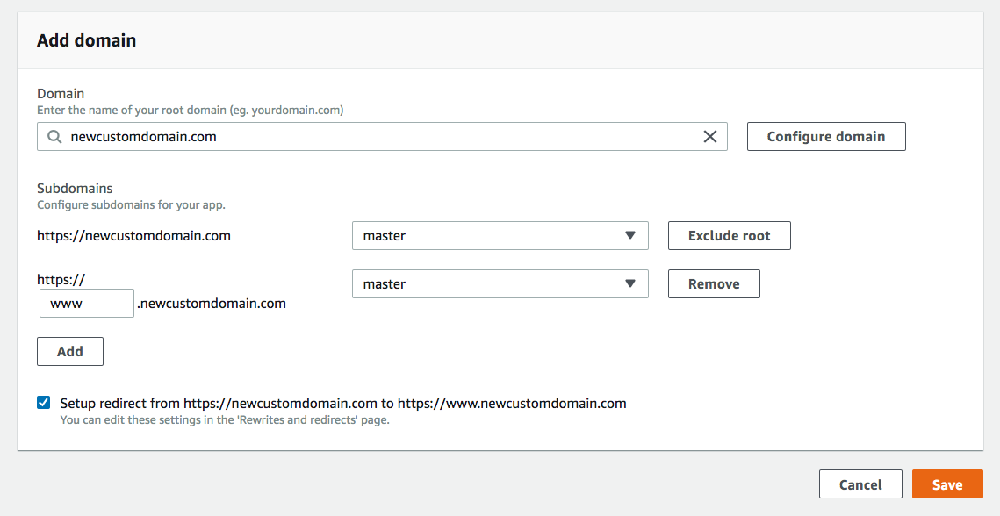 Add domain
Domain
Enter the name of your root domain (eg. yourdomain.com)
newcustomdomain.com
Configure domain
Subdomains
Configure subdomains for your app.
https://newcustomdomain.com
master
Exclude root
https://
www
.newcustomdomain.com
master
Remove
Add
Setup redirect from https://newcustomdomain.com to https://www.newcustomdomain.com
You can edit these settings in the 'Rewrites and redirects' page.
Cancel
Save